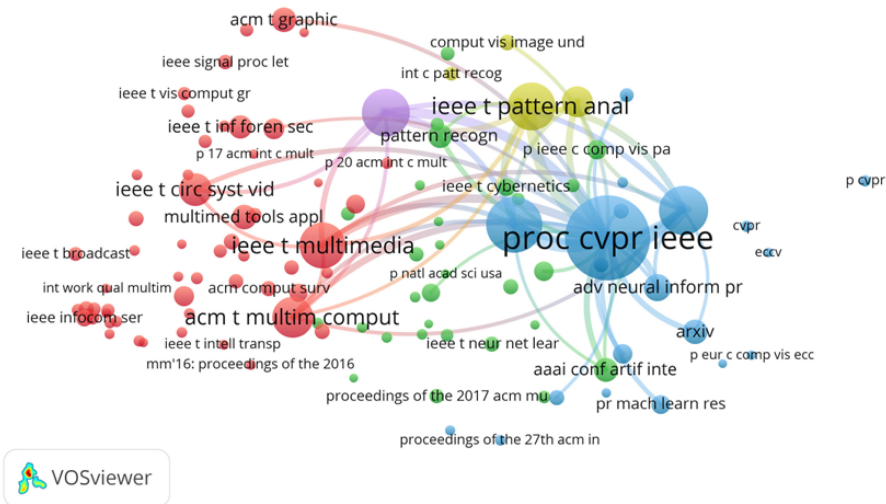 acm t graphic
comput vis image und
ieee signal proc let
int c patt recog
ieee t vis comput gr
ieee t pattern anal
ieee t inf foren sec
pattern recogn
p 17 acm int c mult
p ieee c comp vis pa
p 20 acm int c mult
p cvpr
ieee t circ syst vid
ieee t cybernetics
multimed tools appl
cvpr
ieee t multimedia
proc cvpr ieee
ieee t broadcast
eccv
p natl acad sci usa
int work qual multim
acm comput surv
adv neural inform pr
ieee infocom ser
acm t multim comput
arxiv
ieee t intell transp
ieee t neur net lear
p eur c comp vis ecc
mm'16: proceedings of the 2016
aaai conf artif inte
proceedings of the 2017 acm mu
pr mach learn res
proceedings of the 27th acm in
VOSviewer